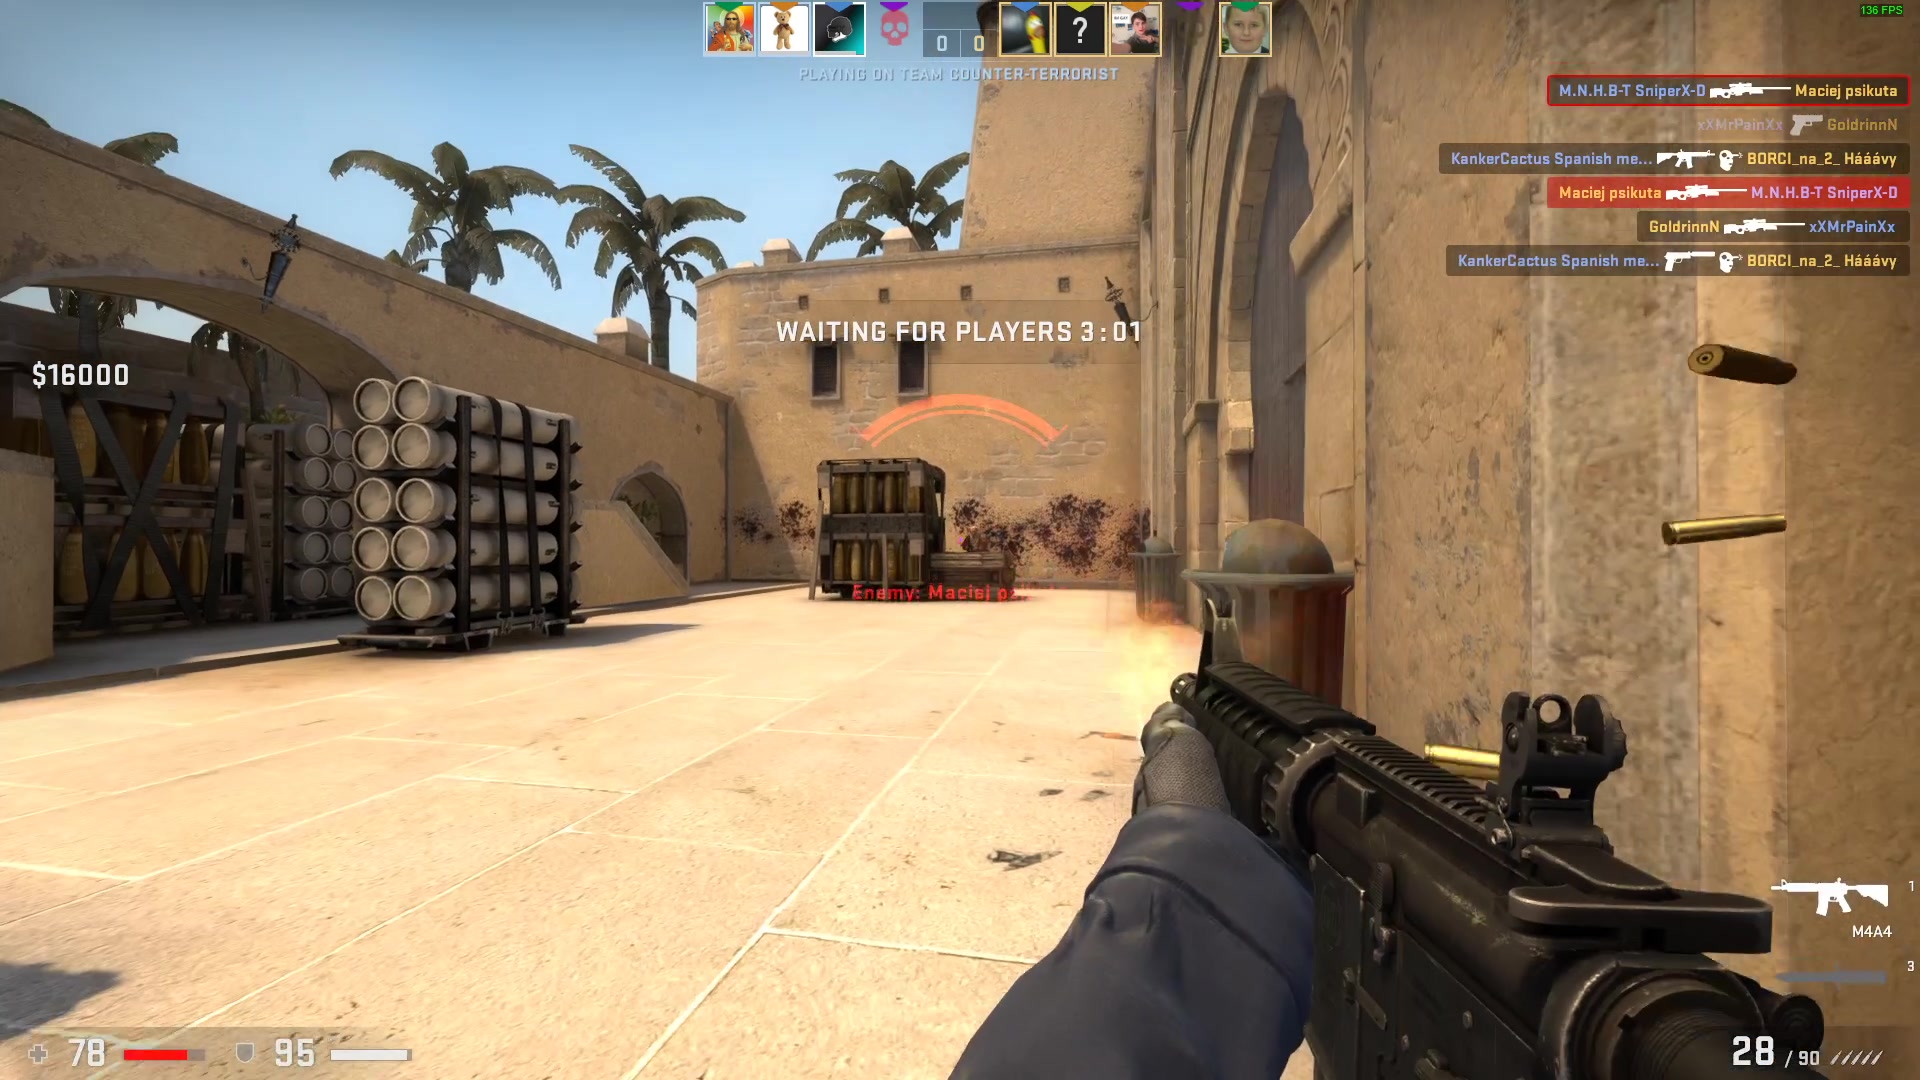 136 FPS
?
0 0
PLAYING ON TEAM COUNTER-TERRORIST
M.N.H.B-T SniperX-D Maciej psikuta
xXMrPainXx GoldrinnN
KankerCactus Spanish me... BORCI_na_2_ Hááávy
Maciej psikuta M.N.H.B-T SniperX-D
GoldrinnN xXMrPainXx
KankerCactus Spanish me... BORCI_na_2_ Hááávy
WAITING FOR PLAYERS 3:01
$16000
Enemy: Maciej
1
M4A4
3
78 95
28 / 90